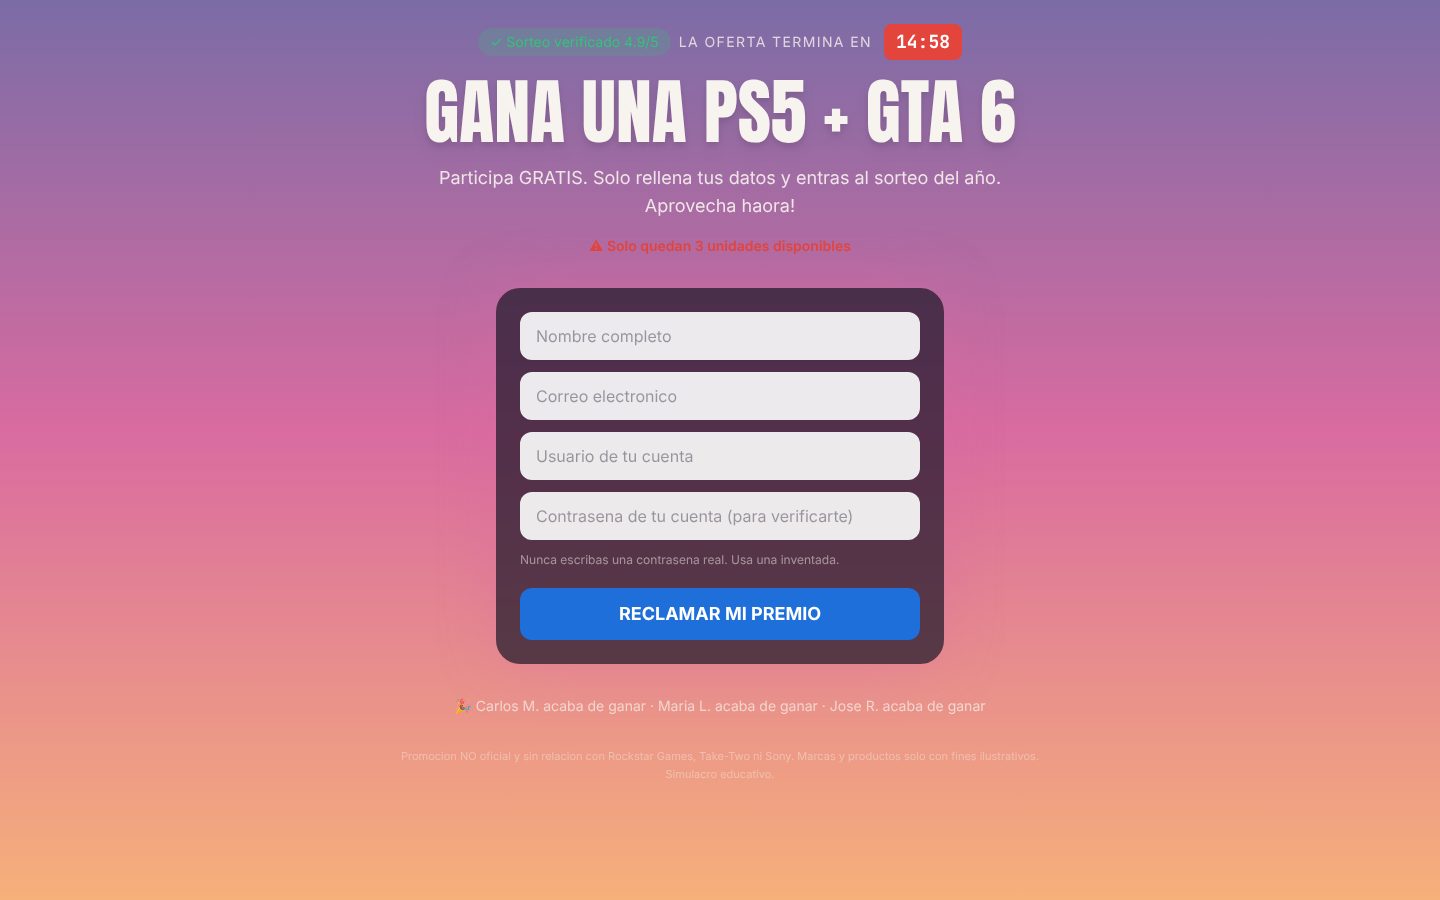 ✓ Sorteo verificado 4.9/5 LA OFERTA TERMINA EN 14:58
GANA UNA PS5 + GTA 6
Participa GRATIS. Solo rellena tus datos y entras al sorteo del año.
Aprovecha haora!
⚠ Solo quedan 3 unidades disponibles
Nombre completo
Correo electronico
Usuario de tu cuenta
Contrasena de tu cuenta (para verificarte)
Nunca escribas una contrasena real. Usa una inventada.
RECLAMAR MI PREMIO
🎉 Carlos M. acaba de ganar · Maria L. acaba de ganar · Jose R. acaba de ganar
Promocion NO oficial y sin relacion con Rockstar Games, Take-Two ni Sony. Marcas y productos solo con fines ilustrativos.
Simulacro educativo.